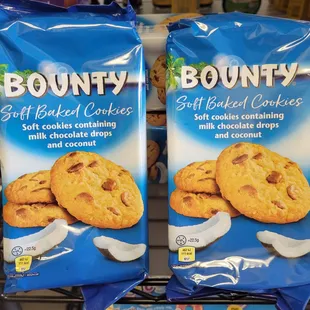 BOUNTY
Soft Baked Cookies
Soft cookies containing
milk chocolate drops
and coconut
BOUNTY
Soft Baked Cookies
Soft cookies containing
milk chocolate drops
and coconut